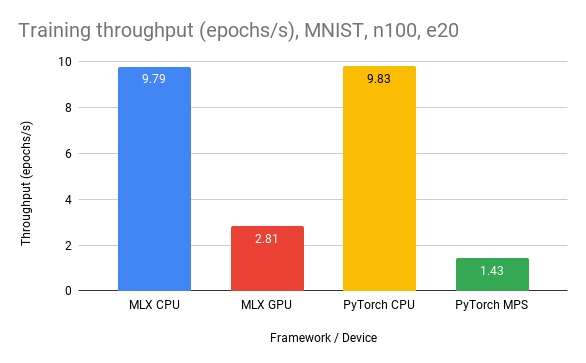 Training throughput (epochs/s), MNIST, n100, e20
Throughput (epochs/s)
10
8
6
4
2
0
9.79
2.81
9.83
1.43
MLX CPU
MLX GPU
PyTorch CPU
PyTorch MPS
Framework / Device